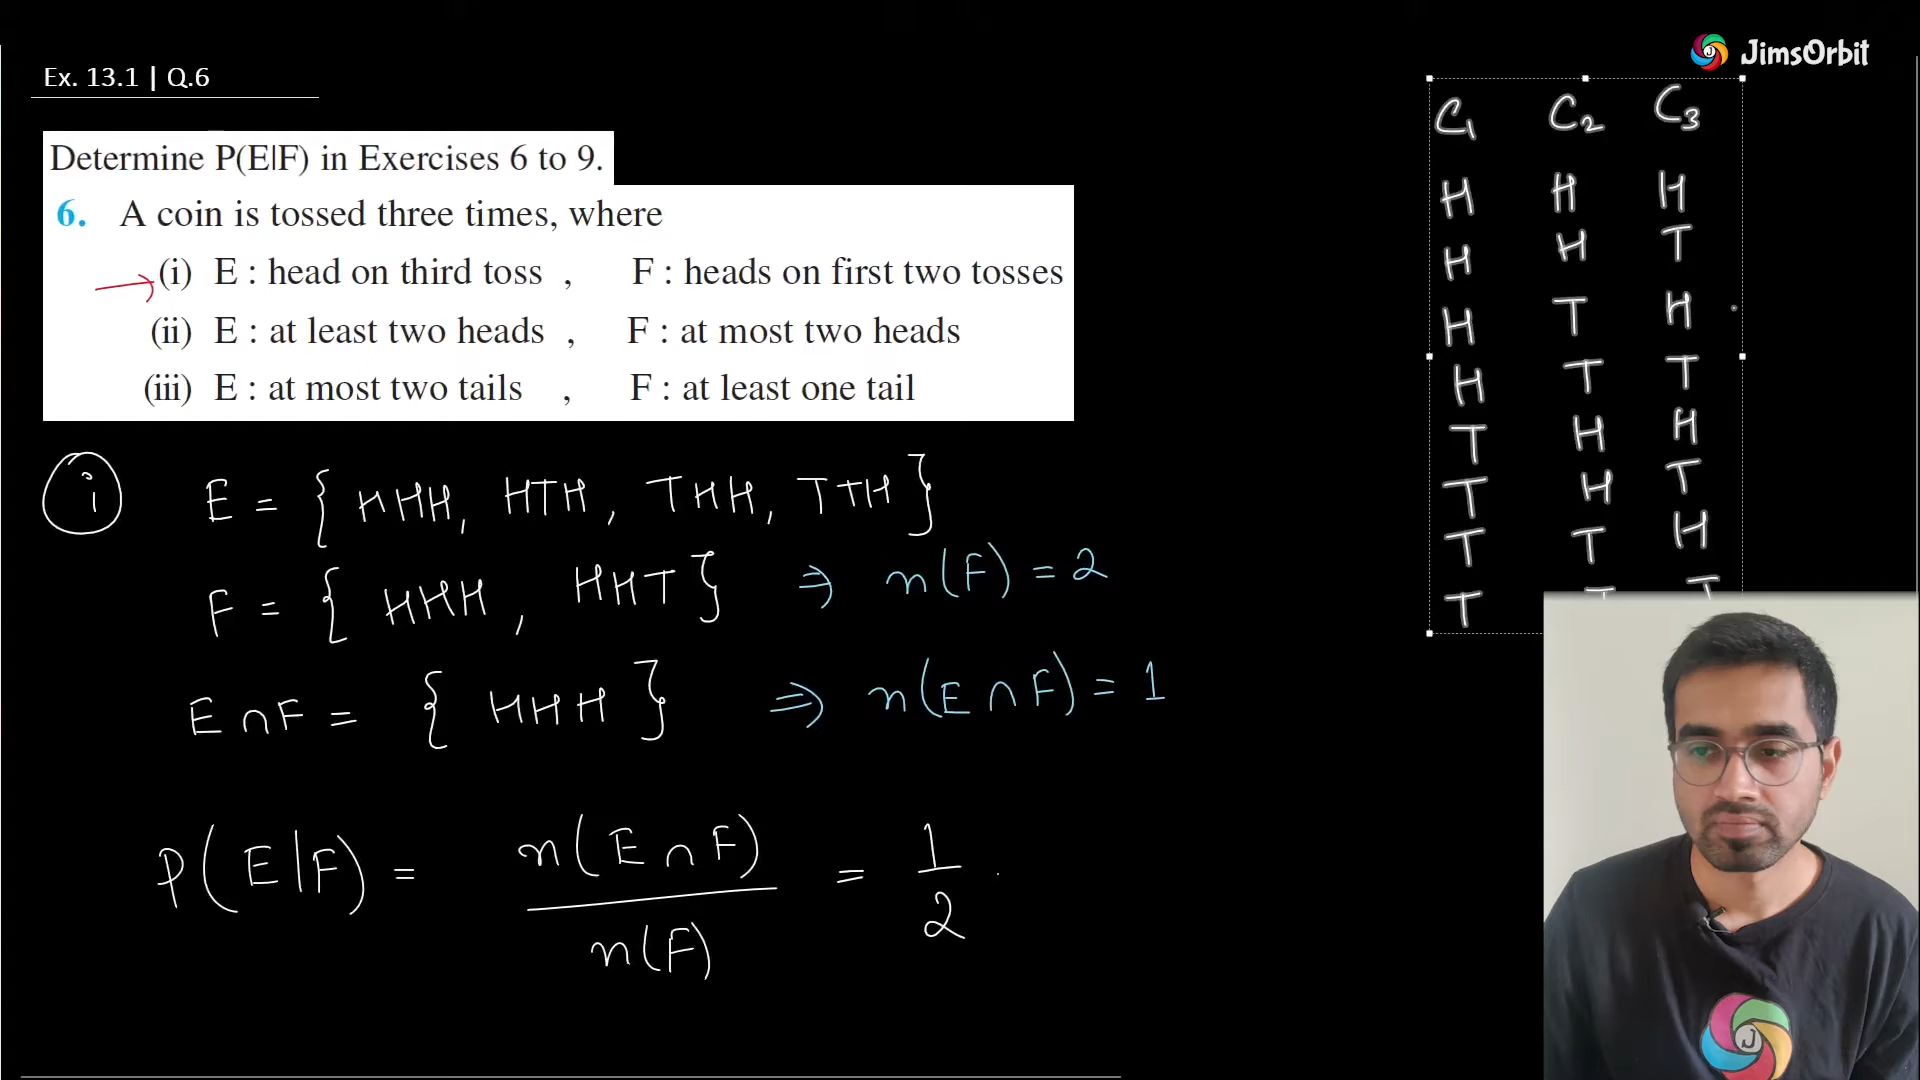 JimsOrbit
Ex. 13.1 | Q.6
Determine P(E|F) in Exercises 6 to 9.
6. A coin is tossed three times, where
(i) E : head on third toss , F : heads on first two tosses
(ii) E : at least two heads , F : at most two heads
(iii) E : at most two tails , F : at least one tail
C₁ C₂ C₃
H H H
H H T
H T H
H T T
T H H
T H T
T T H
T T T
i E = { HHH, HTH, THH, TTH }
F = { HHH, HHT } ⇒ n(F) = 2
E ∩ F = { HHH } ⇒ n(E ∩ F) = 1
P(E|F) = n(E ∩ F) / n(F) = 1/2
J